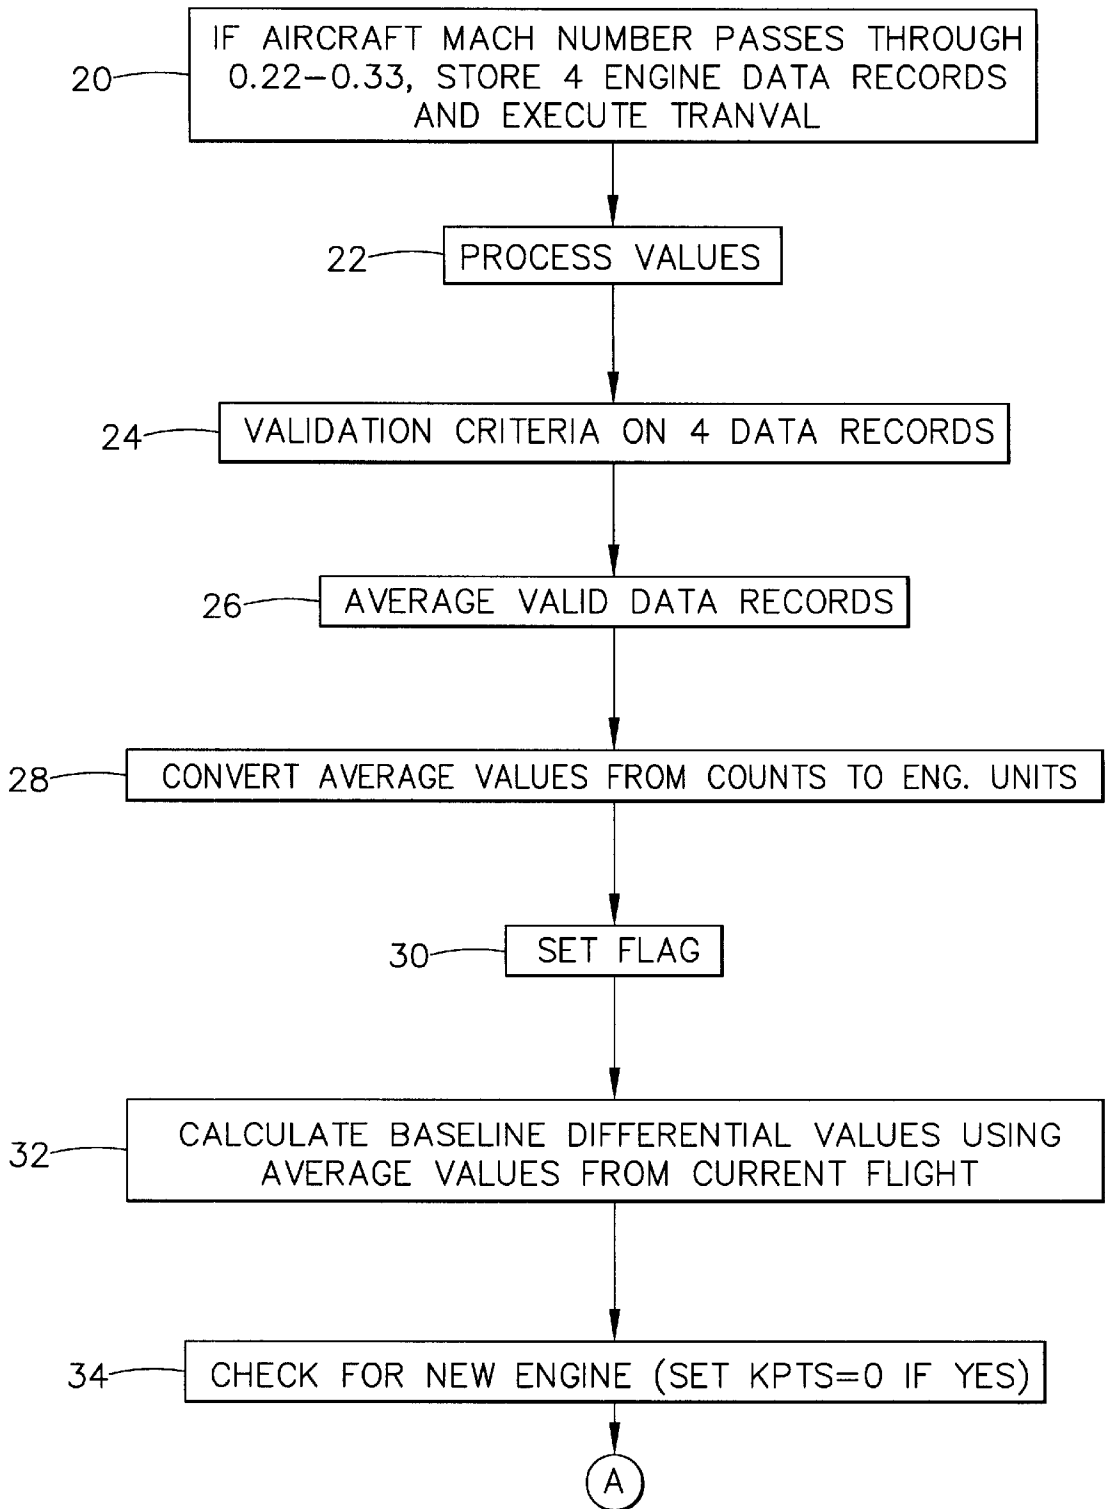 IF AIRCRAFT MACH NUMBER PASSES THROUGH
20
0.22-0.33, STORE 4 ENGINE DATA RECORDS
AND EXECUTE TRANVAL
22
PROCESS VALUES
24
VALIDATION CRITERIA ON 4 DATA RECORDS
26
AVERAGE VALID DATA RECORDS
28
CONVERT AVERAGE VALUES FROM COUNTS TO ENG. UNITS
30
SET FLAG
32
CALCULATE BASELINE DIFFERENTIAL VALUES USING
AVERAGE VALUES FROM CURRENT FLIGHT
34
CHECK FOR NEW ENGINE (SET KPTS=0 IF YES)
A